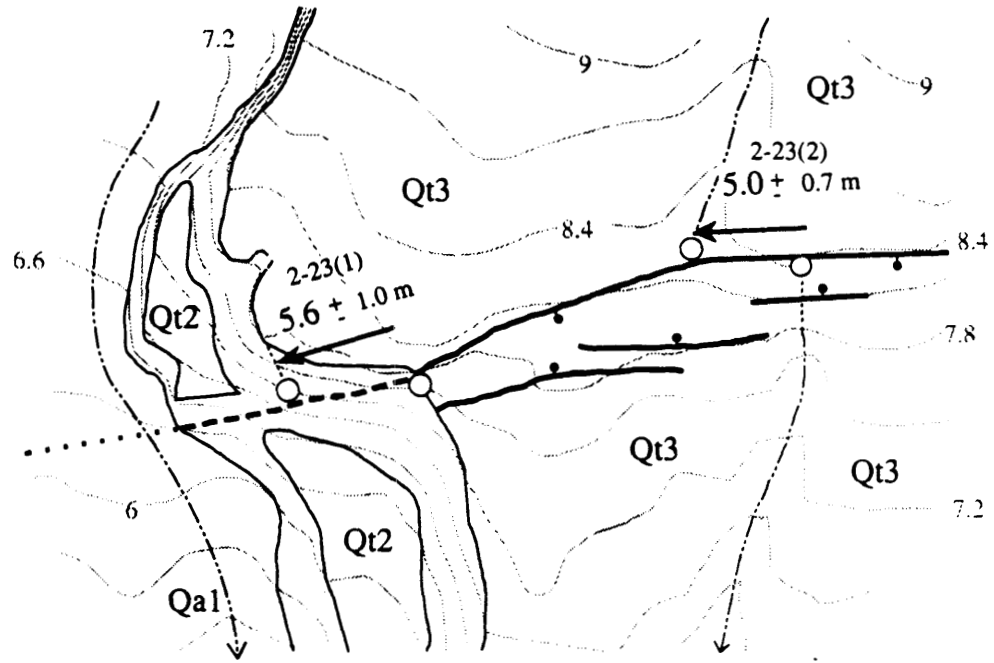 7.2
9
Qt3
9
2-23(2)
5.0 ± 0.7 m
Qt3
8.4
8.4
6.6
2-23(1)
5.6 ± 1.0 m
Qt2
7.8
Qt3
Qt3
6
7.2
Qt2
Qa1